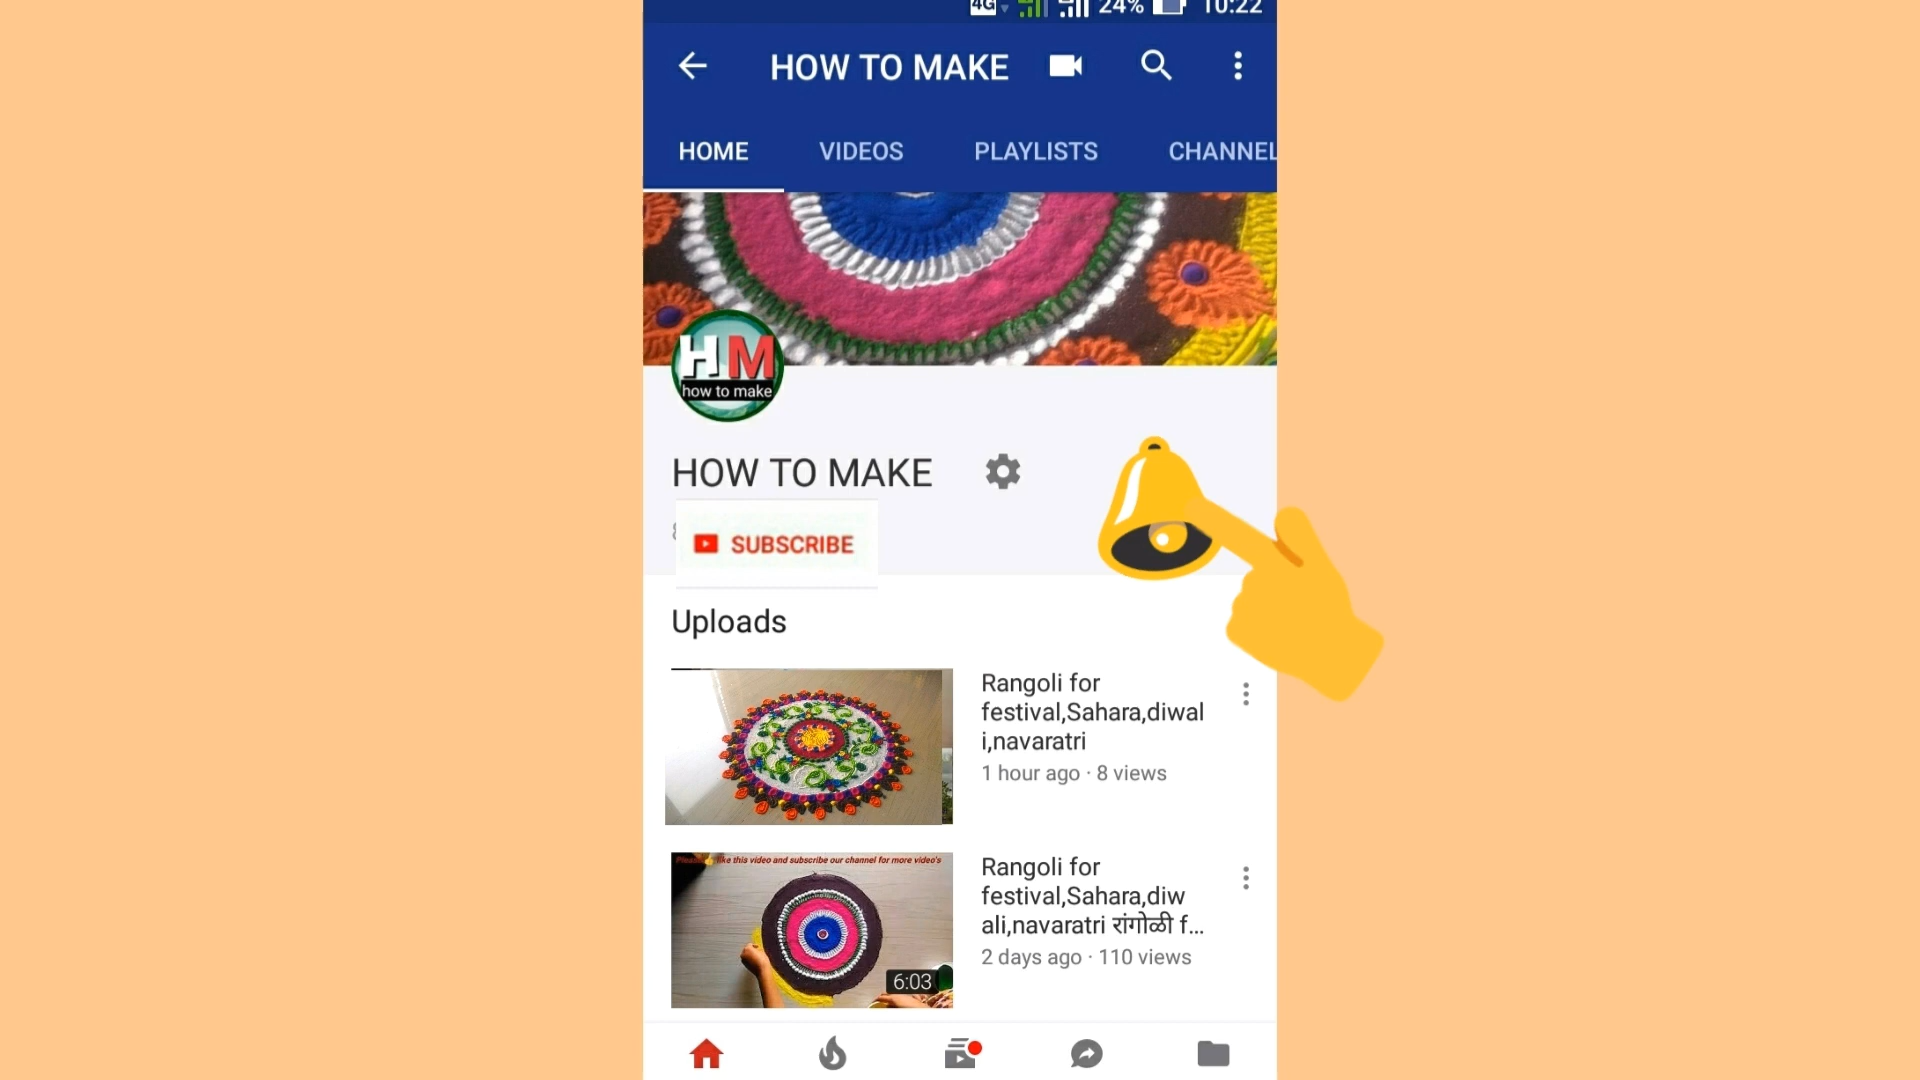 4G 24% 10:22
HOW TO MAKE
HOME VIDEOS PLAYLISTS CHANNEL
HM
how to make
HOW TO MAKE
SUBSCRIBE
Uploads
Rangoli for
festival,Sahara,diwal
i,navaratri
1 hour ago · 8 views
Please like this video and subscribe our channel for more video's
6:03
Rangoli for
festival,Sahara,diw
ali,navaratri रांगोळी f...
2 days ago · 110 views